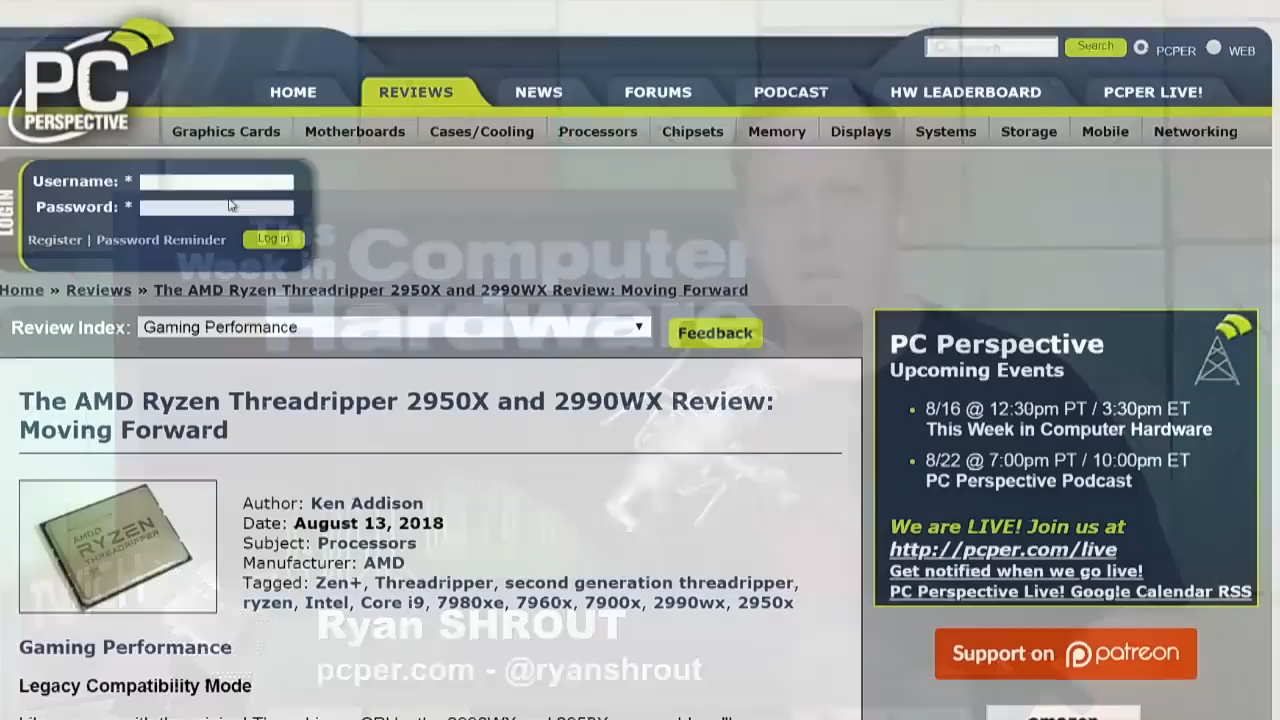 PC
PERSPECTIVE
Search
PCPER
WEB
HOME
REVIEWS
NEWS
FORUMS
PODCAST
HW LEADERBOARD
PCPER LIVE!
Graphics Cards
Motherboards
Cases/Cooling
Processors
Chipsets
Memory
Displays
Systems
Storage
Mobile
Networking
LOGIN
Username: *
Password: *
Register | Password Reminder
Log in
This
Week in Computer
Hardware
Home » Reviews » The AMD Ryzen Threadripper 2950X and 2990WX Review: Moving Forward
Review Index: Gaming Performance
Feedback
The AMD Ryzen Threadripper 2950X and 2990WX Review:
Moving Forward
AMD
RYZEN
THREADRIPPER
Author: Ken Addison
Date: August 13, 2018
Subject: Processors
Manufacturer: AMD
Tagged: Zen+, Threadripper, second generation threadripper,
ryzen, Intel, Core i9, 7980xe, 7960x, 7900x, 2990wx, 2950x
Ryan SHROUT
pcper.com - @ryanshrout
Gaming Performance
Legacy Compatibility Mode
PC Perspective
Upcoming Events
8/16 @ 12:30pm PT / 3:30pm ET
This Week in Computer Hardware
8/22 @ 7:00pm PT / 10:00pm ET
PC Perspective Podcast
We are LIVE! Join us at
http://pcper.com/live
Get notified when we go live!
PC Perspective Live! Google Calendar RSS
Support on patreon
amazon